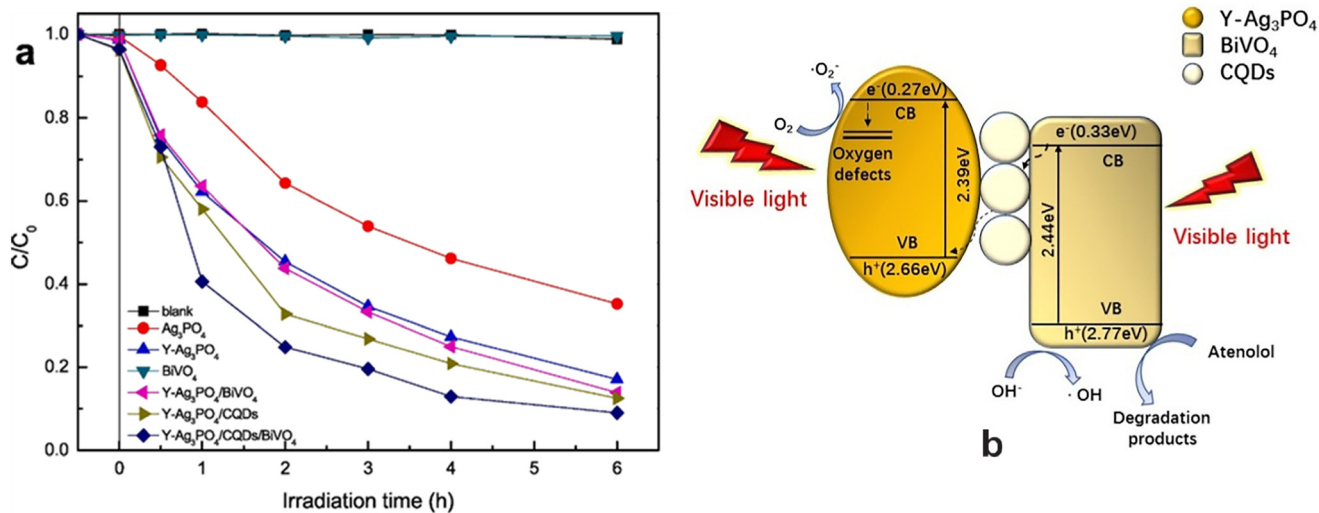 a
1.0
0.8
0.6
0.4
0.2
0.0
C/C₀
blank
Ag₃PO₄
Y-Ag₃PO₄
BiVO₄
Y-Ag₃PO₄/BiVO₄
Y-Ag₃PO₄/CQDs
Y-Ag₃PO₄/CQDs/BiVO₄
0 1 2 3 4 5 6
Irradiation time (h)
Y-Ag₃PO₄
BiVO₄
CQDs
·O₂⁻
O₂
e⁻(0.27eV)
CB
Oxygen
defects
2.39eV
VB
h⁺(2.66eV)
Visible light
e⁻(0.33eV)
CB
2.44eV
VB
h⁺(2.77eV)
Visible light
OH⁻
·OH
Atenolol
Degradation
products
b